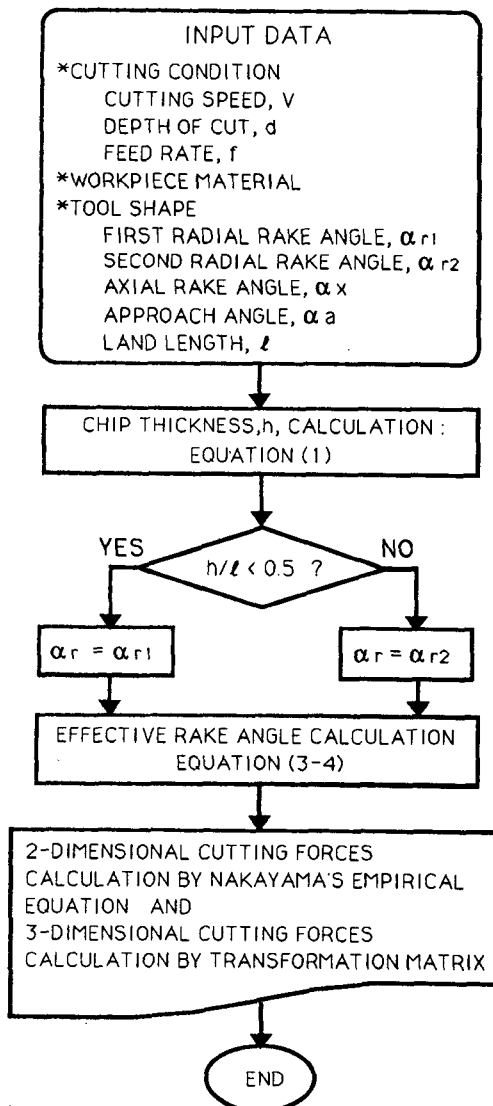 INPUT DATA
*CUTTING CONDITION
CUTTING SPEED, V
DEPTH OF CUT, d
FEED RATE, f
*WORKPIECE MATERIAL
*TOOL SHAPE
FIRST RADIAL RAKE ANGLE, αr1
SECOND RADIAL RAKE ANGLE, αr2
AXIAL RAKE ANGLE, αx
APPROACH ANGLE, αa
LAND LENGTH, ℓ
CHIP THICKNESS,h, CALCULATION :
EQUATION (1)
YES
NO
h/ℓ < 0.5 ?
αr = αr1
αr = αr2
EFFECTIVE RAKE ANGLE CALCULATION
EQUATION (3-4)
2-DIMENSIONAL CUTTING FORCES
CALCULATION BY NAKAYAMA'S EMPIRICAL
EQUATION AND
3-DIMENSIONAL CUTTING FORCES
CALCULATION BY TRANSFORMATION MATRIX
END